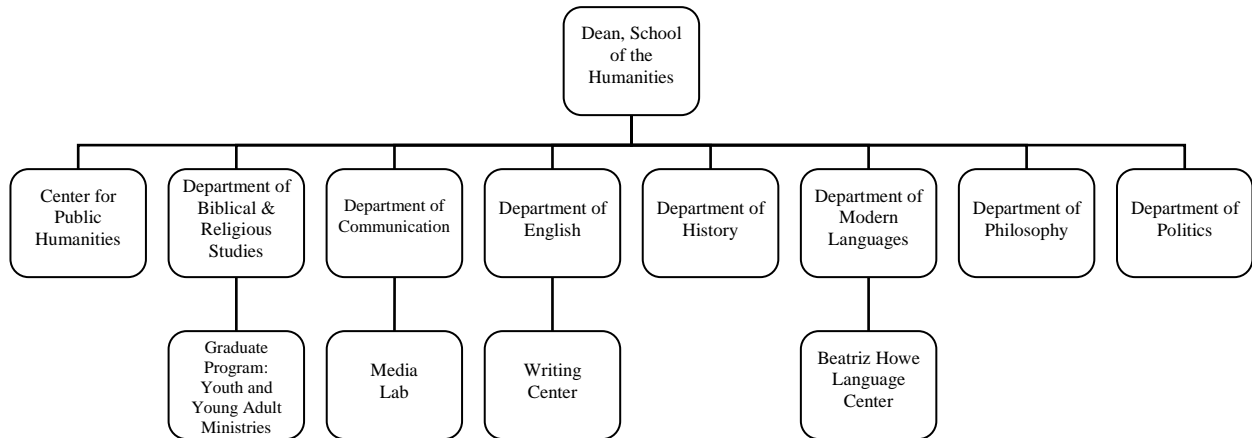 Dean, School
of the
Humanities
Center for
Public
Humanities
Department of
Biblical &
Religious
Studies
Department of
Communication
Department of
English
Department of
History
Department of
Modern
Languages
Department of
Philosophy
Department of
Politics
Graduate
Program:
Youth and
Young Adult
Ministries
Media
Lab
Writing
Center
Beatriz Howe
Language
Center